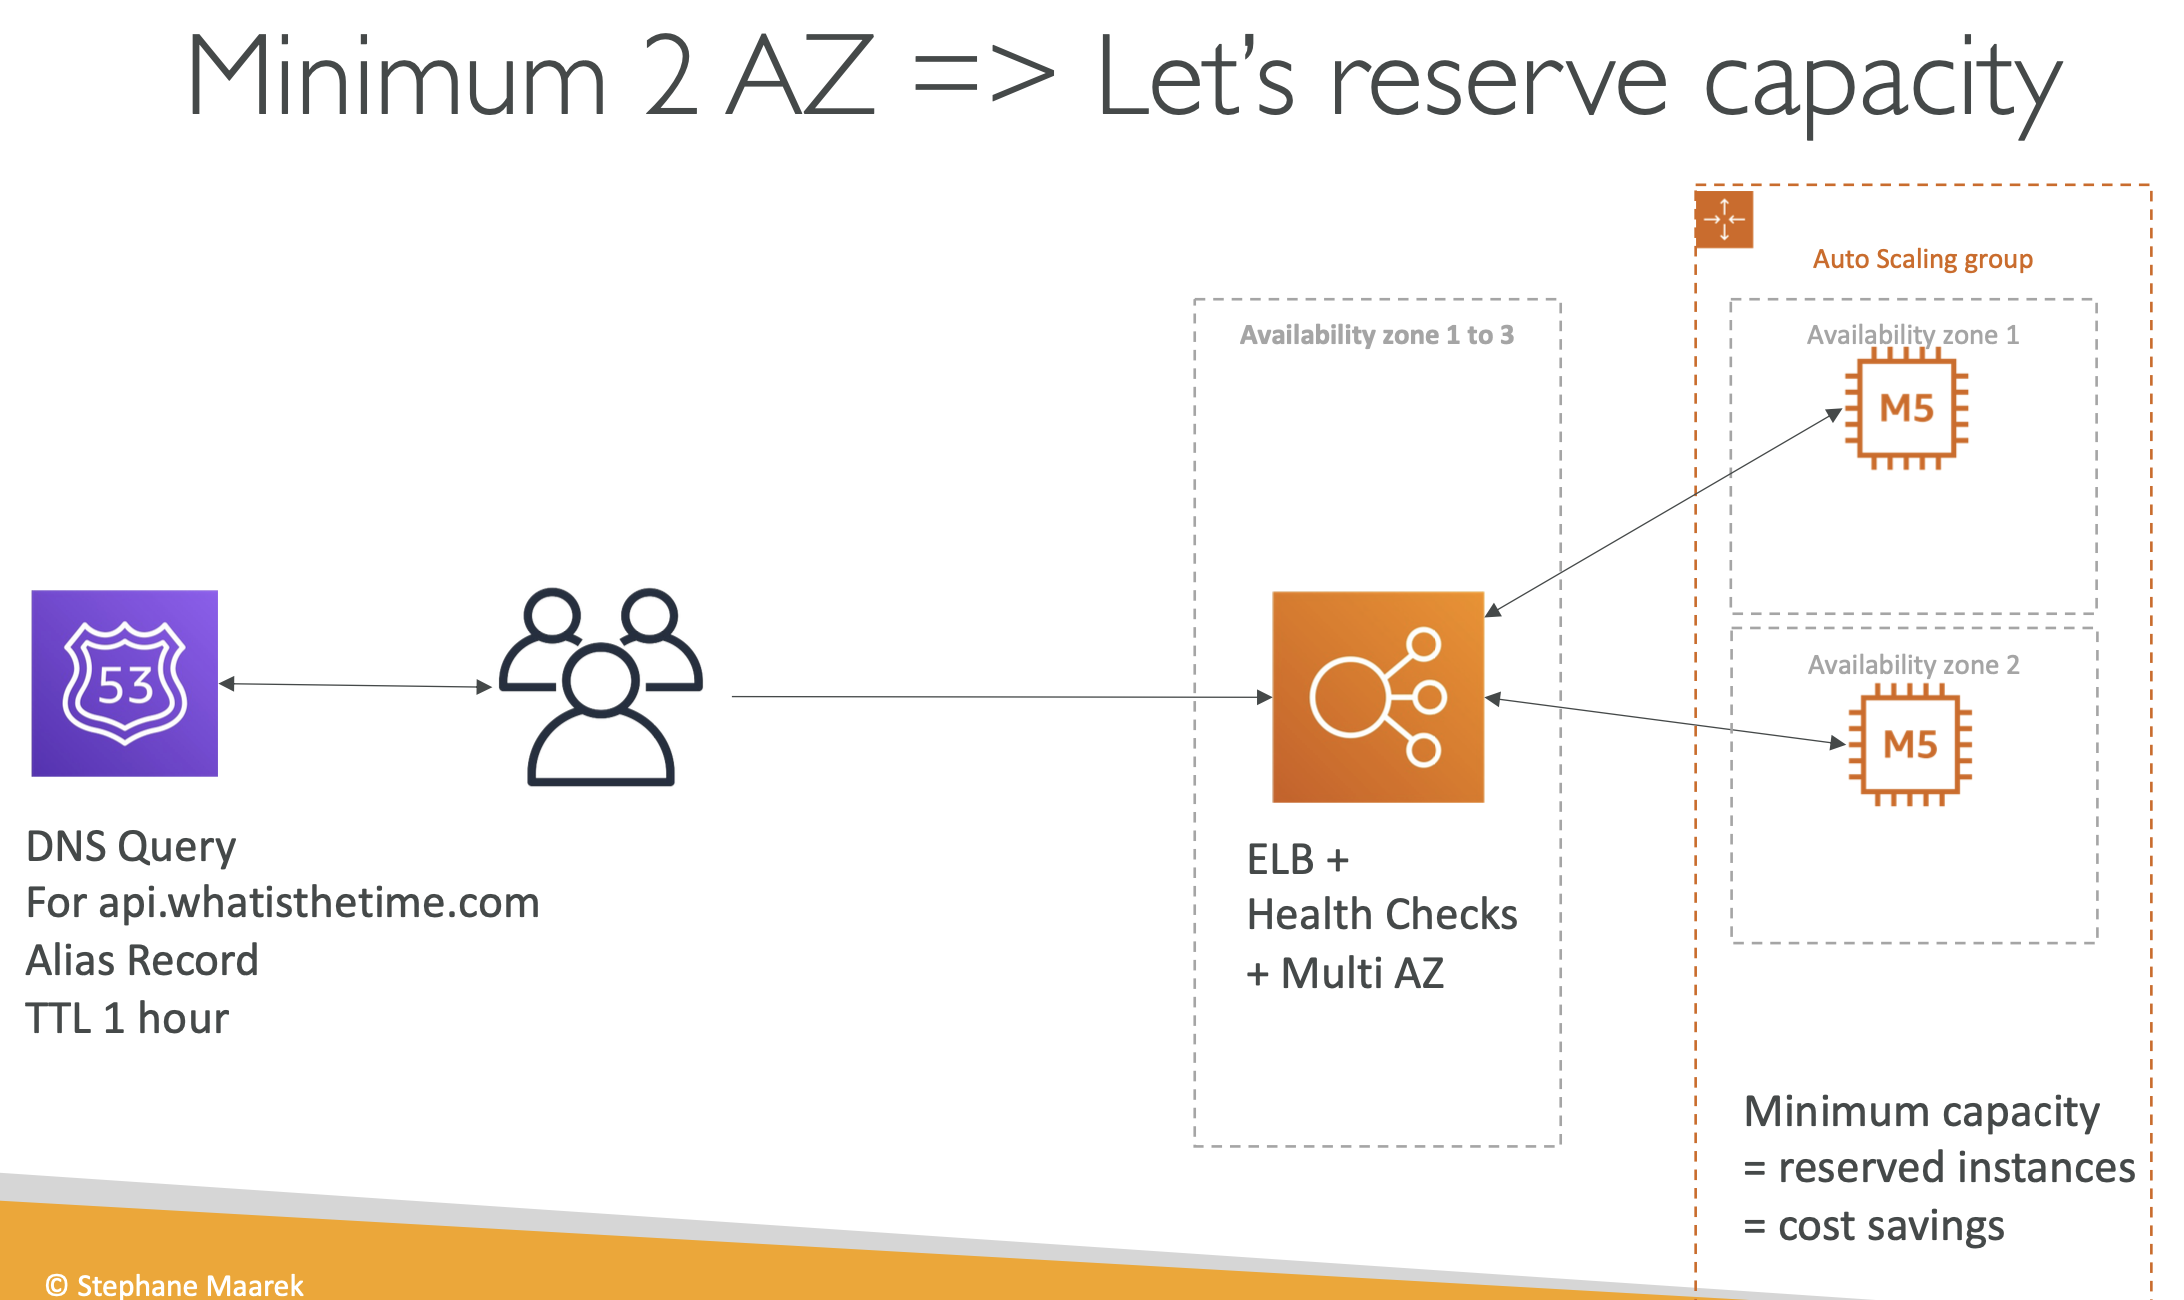 Minimum 2 AZ => Let's reserve capacity
Auto Scaling group
Availability zone 1 to 3
Availability zone 1
M5
Availability zone 2
M5
53
DNS Query
For api.whatisthetime.com
Alias Record
TTL 1 hour
ELB +
Health Checks
+ Multi AZ
Minimum capacity
= reserved instances
= cost savings
© Stephane Maarek